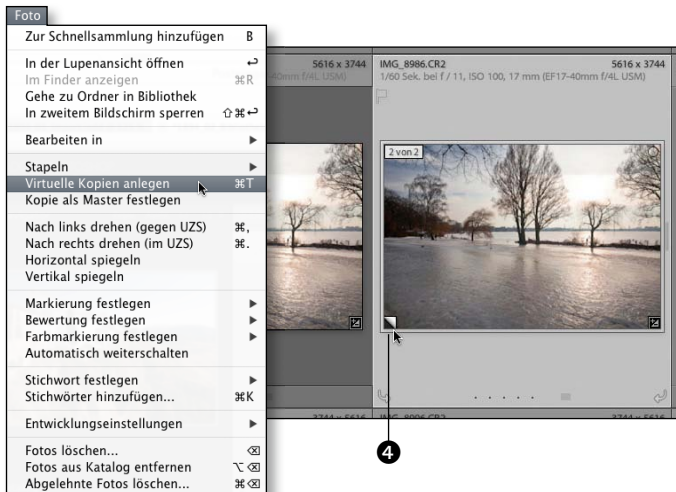 Foto
Zur Schnellsammlung hinzufügen B
In der Lupenansicht öffnen ↩
Im Finder anzeigen ⌘R
Gehe zu Ordner in Bibliothek
In zweitem Bildschirm sperren ⇧⌘↩
Bearbeiten in ▶
Stapeln ▶
Virtuelle Kopien anlegen ⌘T
Kopie als Master festlegen
Nach links drehen (gegen UZS) ⌘,
Nach rechts drehen (im UZS) ⌘.
Horizontal spiegeln
Vertikal spiegeln
Markierung festlegen ▶
Bewertung festlegen ▶
Farbmarkierung festlegen ▶
Automatisch weiterschalten
Stichwort festlegen ▶
Stichwörter hinzufügen... ⌘K
Entwicklungseinstellungen ▶
Fotos löschen... ⌫
Fotos aus Katalog entfernen ⌥⌫
Abgelehnte Fotos löschen... ⌘⌫
5616 x 3744
-40mm f/4L USM)
IMG_8986.CR2 5616 x 3744
1/60 Sek. bei f / 11, ISO 100, 17 mm (EF17-40mm f/4L USM)
2 von 2
4